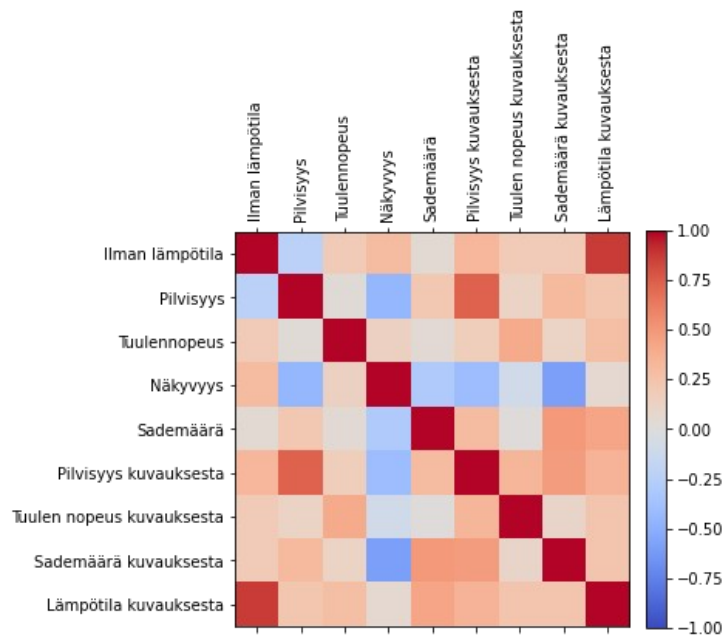 Ilman lämpötila
Pilvisyys
Tuulennopeus
Näkyvyys
Sademäärä
Pilvisyys kuvauksesta
Tuulen nopeus kuvauksesta
Sademäärä kuvauksesta
Lämpötila kuvauksesta
Ilman lämpötila
Pilvisyys
Tuulennopeus
Näkyvyys
Sademäärä
Pilvisyys kuvauksesta
Tuulen nopeus kuvauksesta
Sademäärä kuvauksesta
Lämpötila kuvauksesta
1.00
0.75
0.50
0.25
0.00
−0.25
−0.50
−0.75
−1.00